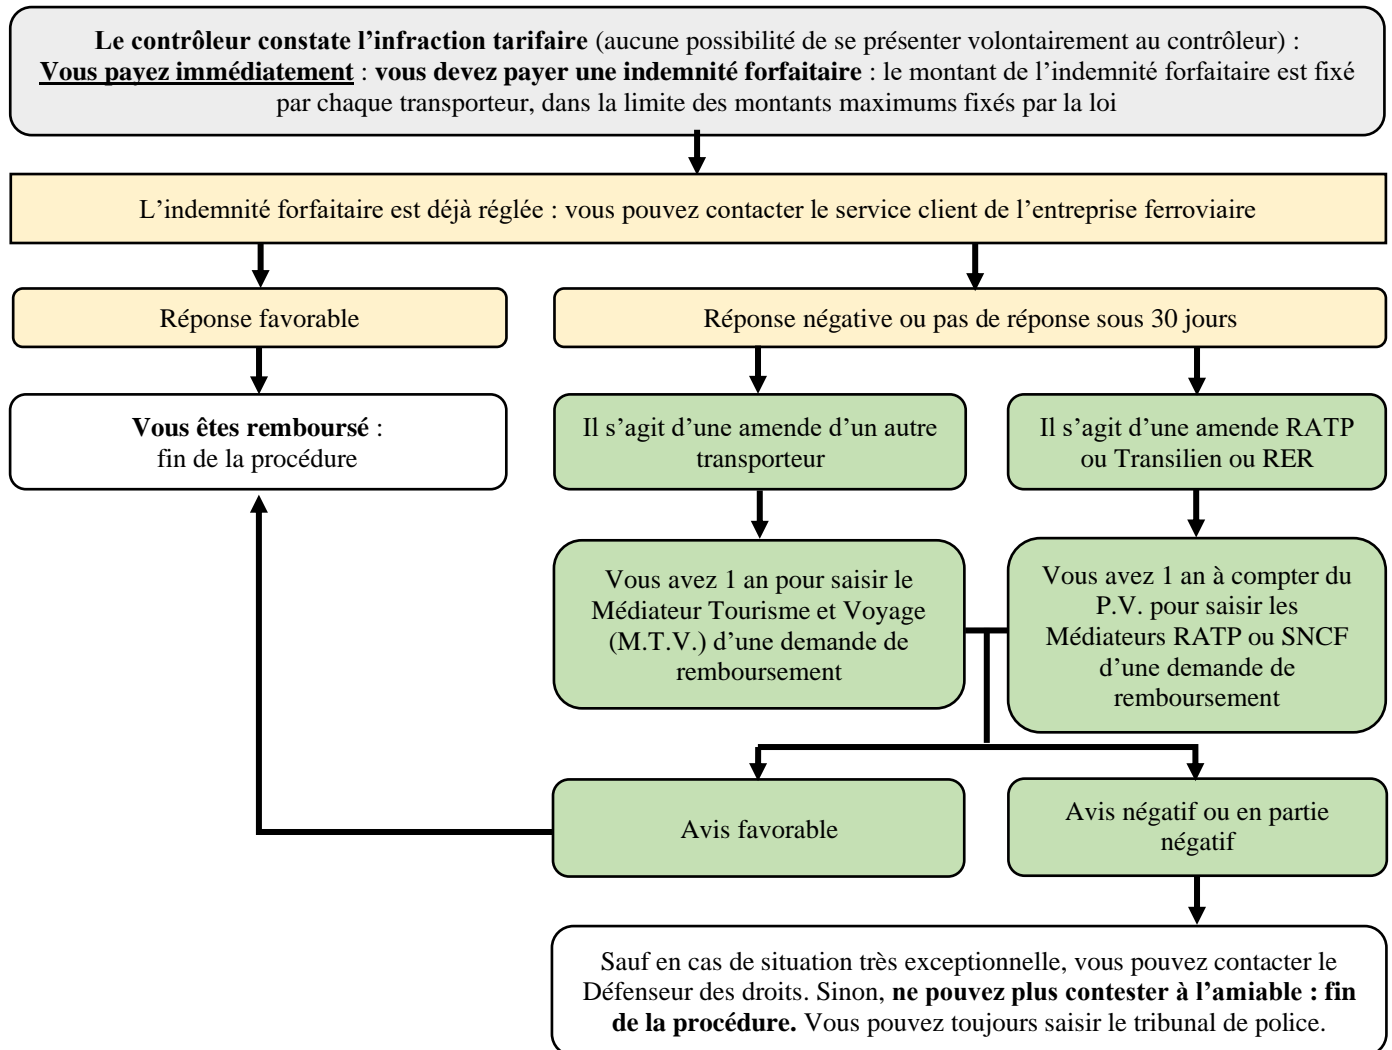 Le contrôleur constate l’infraction tarifaire (aucune possibilité de se présenter volontairement au contrôleur) :
Vous payez immédiatement : vous devez payer une indemnité forfaitaire : le montant de l’indemnité forfaitaire est fixé
par chaque transporteur, dans la limite des montants maximums fixés par la loi
L’indemnité forfaitaire est déjà réglée : vous pouvez contacter le service client de l’entreprise ferroviaire
Réponse favorable
Réponse négative ou pas de réponse sous 30 jours
Vous êtes remboursé :
fin de la procédure
Il s’agit d’une amende d’un autre
transporteur
Il s’agit d’une amende RATP
ou Transilien ou RER
Vous avez 1 an pour saisir le
Médiateur Tourisme et Voyage
(M.T.V.) d’une demande de
remboursement
Vous avez 1 an à compter du
P.V. pour saisir les
Médiateurs RATP ou SNCF
d’une demande de
remboursement
Avis favorable
Avis négatif ou en partie
négatif
Sauf en cas de situation très exceptionnelle, vous pouvez contacter le
Défenseur des droits. Sinon, ne pouvez plus contester à l’amiable : fin
de la procédure. Vous pouvez toujours saisir le tribunal de police.